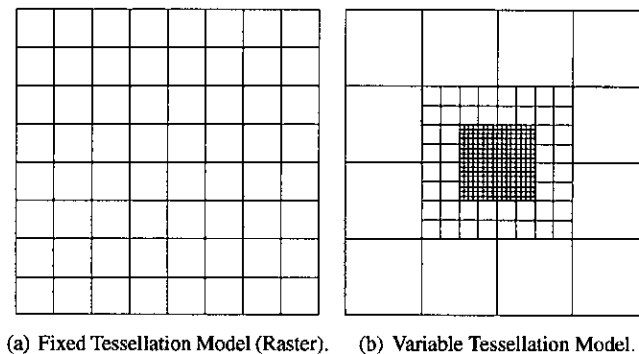 (a) Fixed Tessellation Model (Raster).
(b) Variable Tessellation Model.